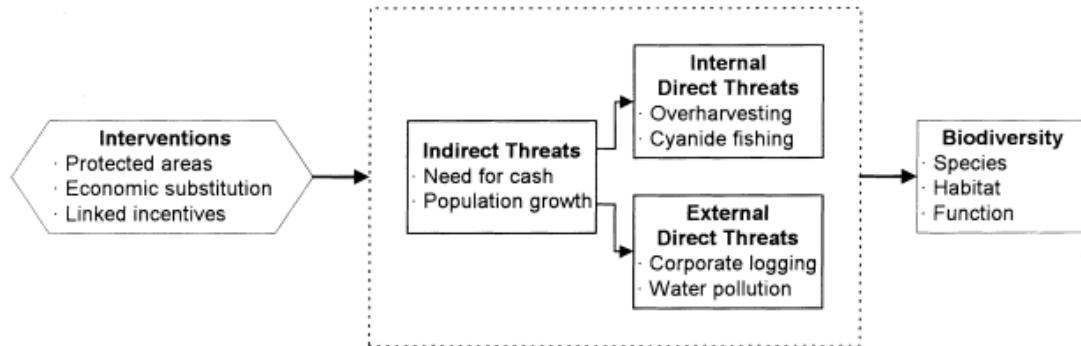 Interventions
· Protected areas
· Economic substitution
· Linked incentives
Indirect Threats
· Need for cash
· Population growth
Internal
Direct Threats
· Overharvesting
· Cyanide fishing
External
Direct Threats
· Corporate logging
· Water pollution
Biodiversity
· Species
· Habitat
· Function